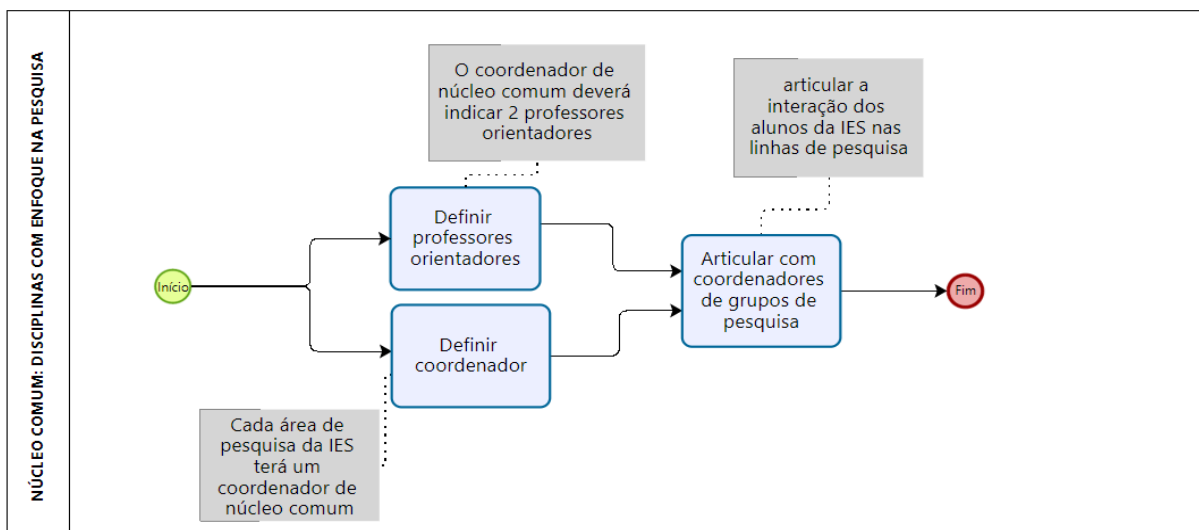 NÚCLEO COMUM: DISCIPLINAS COM ENFOQUE NA PESQUISA
O coordenador de
núcleo comum deverá
indicar 2 professores
orientadores
articular a
interação dos
alunos da IES nas
linhas de pesquisa
Definir
professores
orientadores
Início
Articular com
coordenadores
de grupos de
pesquisa
Fim
Definir
coordenador
Cada área de
pesquisa da IES
terá um
coordenador de
núcleo comum